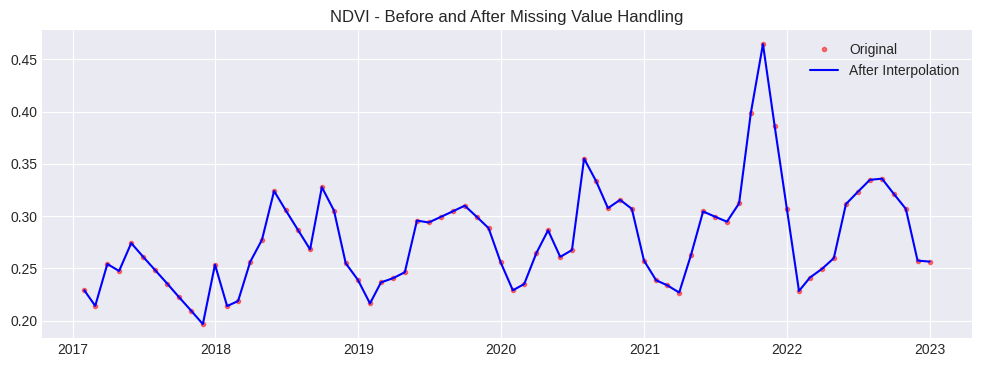 NDVI - Before and After Missing Value Handling
Original
After Interpolation
0.45
0.40
0.35
0.30
0.25
0.20
2017 2018 2019 2020 2021 2022 2023